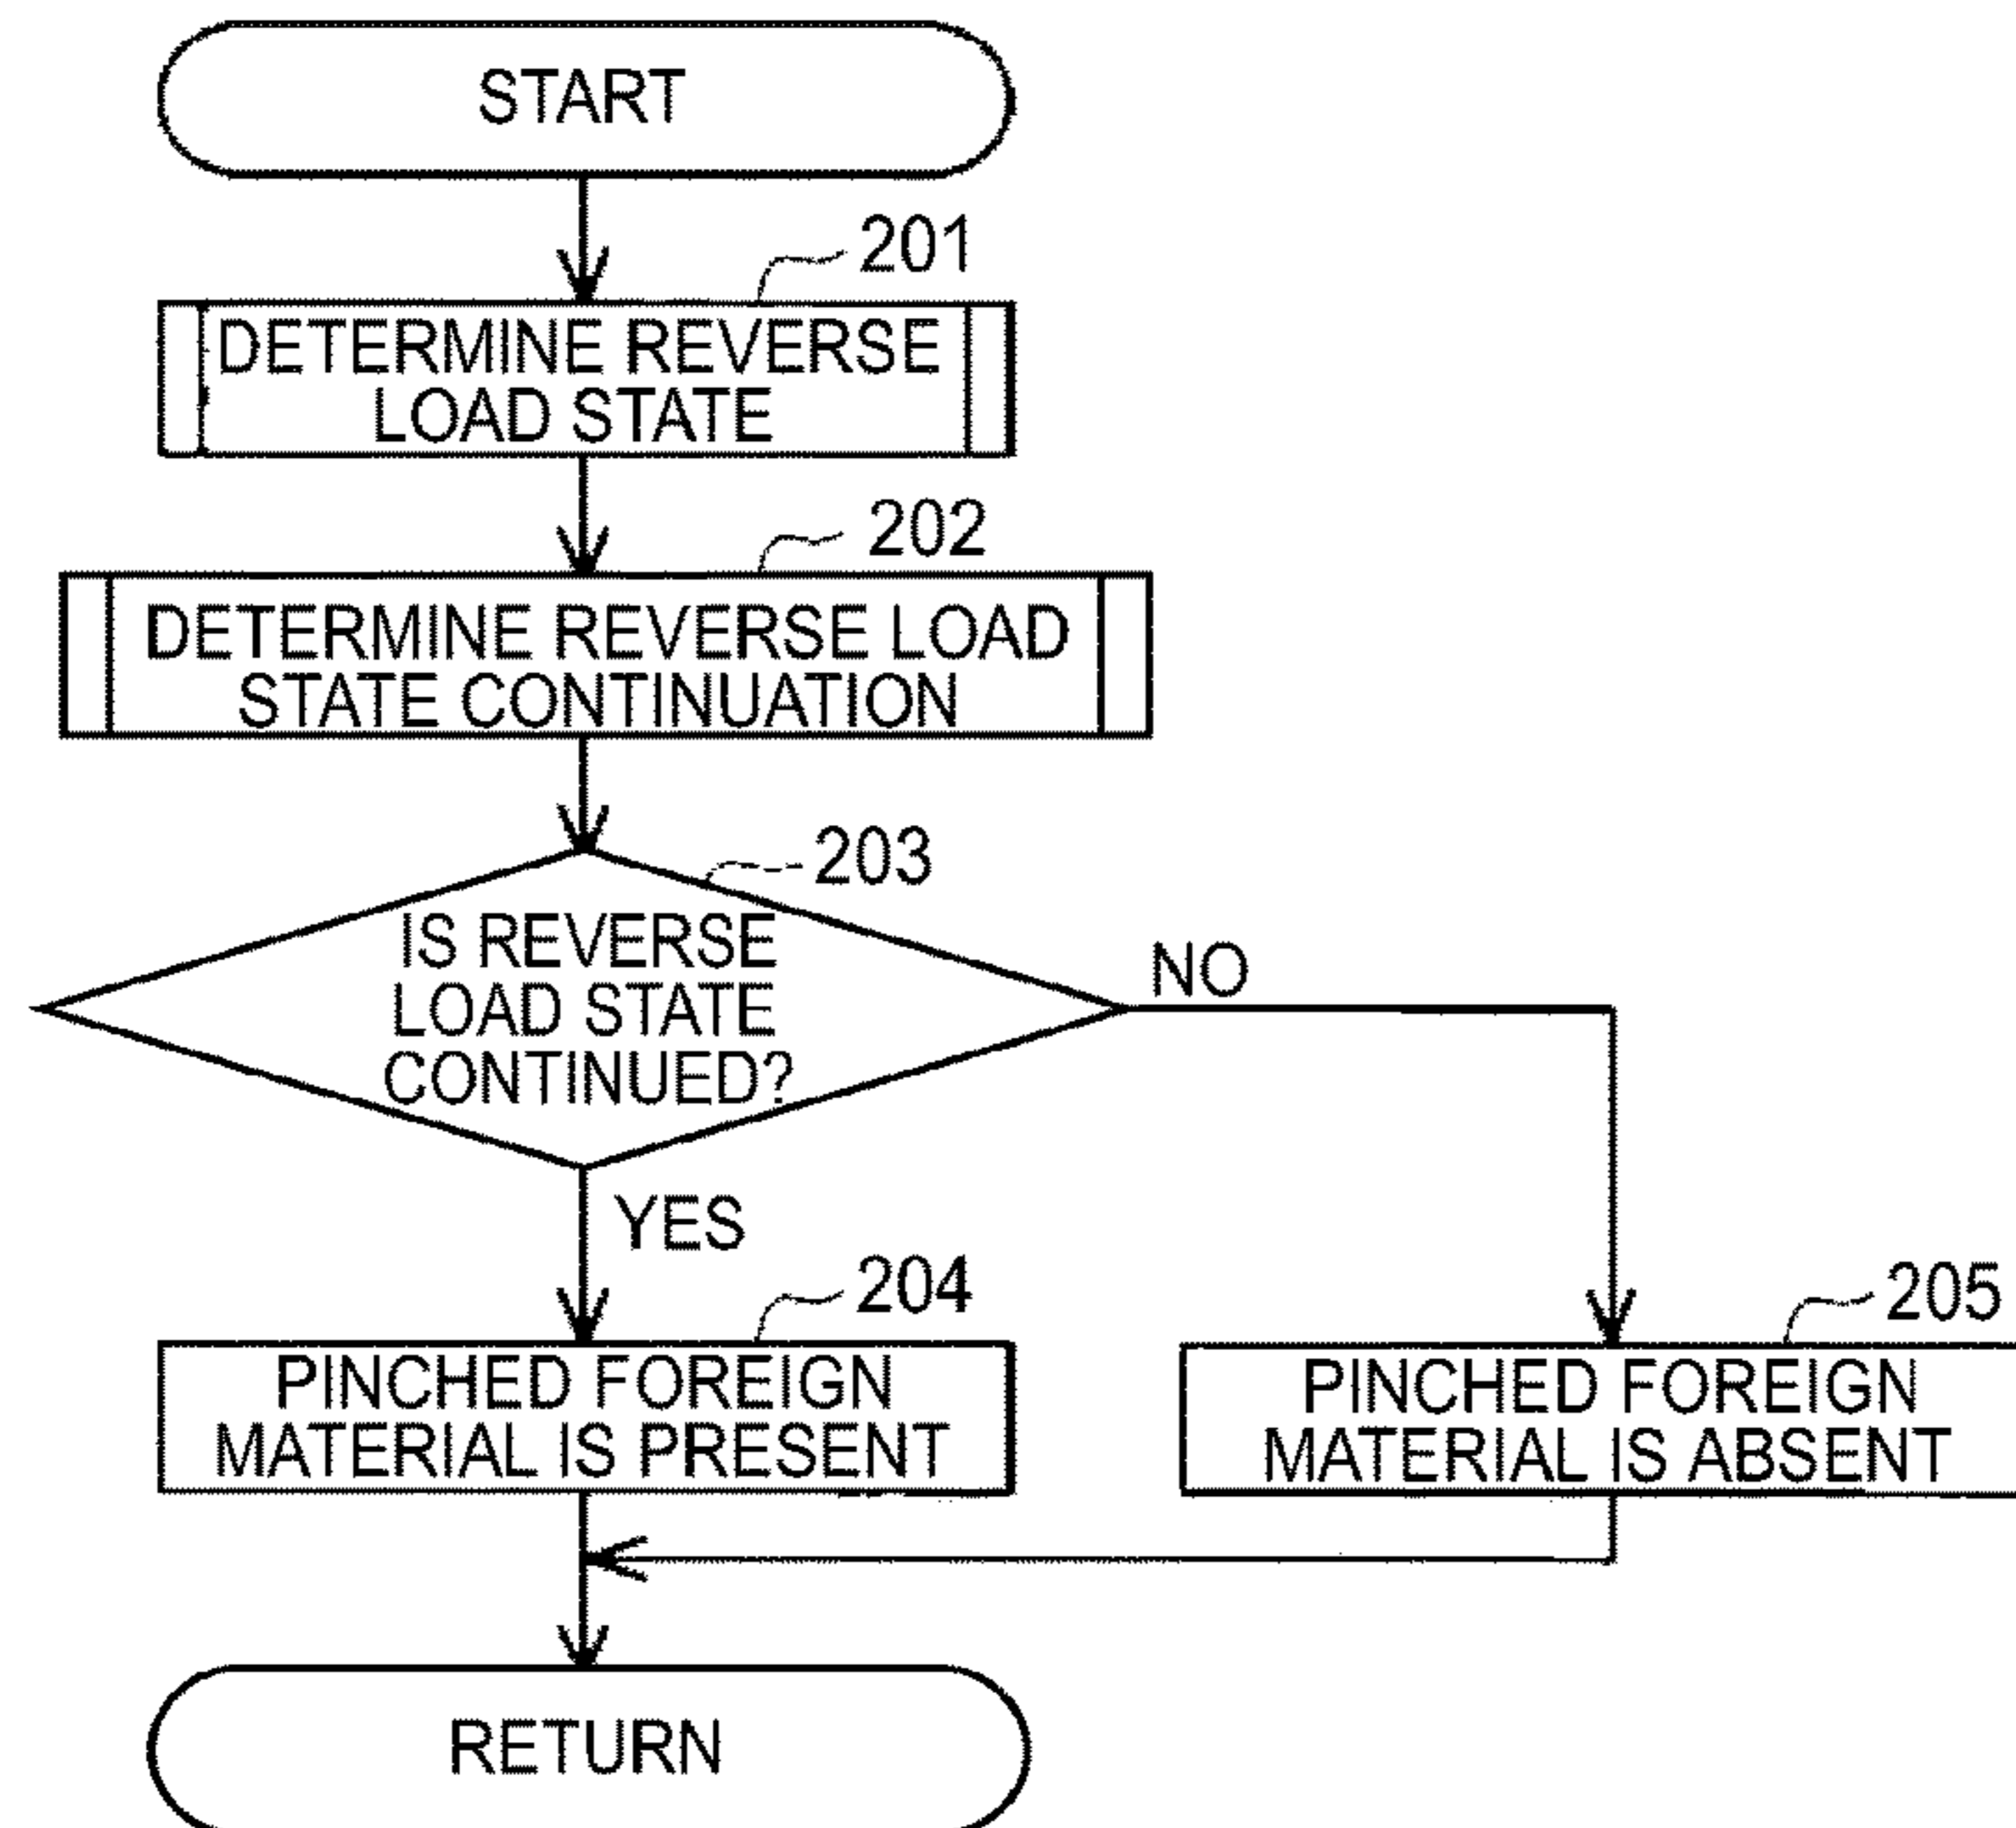 START
201
DETERMINE REVERSE
LOAD STATE
202
DETERMINE REVERSE LOAD
STATE CONTINUATION
203
IS REVERSE
LOAD STATE
CONTINUED?
NO
YES
204
PINCHED FOREIGN
MATERIAL IS PRESENT
205
PINCHED FOREIGN
MATERIAL IS ABSENT
RETURN